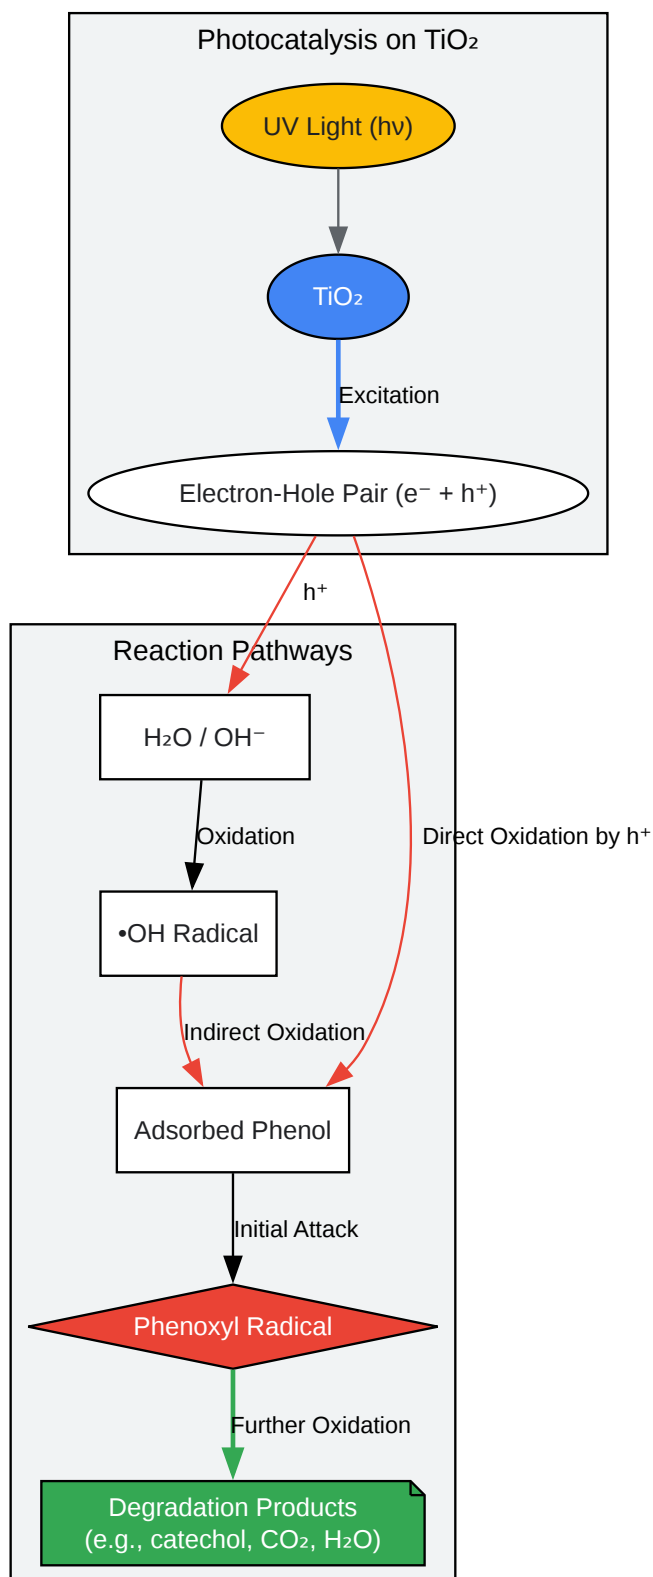 Photocatalysis on TiO₂
UV Light (hν)
TiO₂
Excitation
Electron-Hole Pair (e⁻ + h⁺)
h⁺
Reaction Pathways
H₂O / OH⁻
Oxidation
Direct Oxidation by h⁺
•OH Radical
Indirect Oxidation
Adsorbed Phenol
Initial Attack
Phenoxyl Radical
Further Oxidation
Degradation Products
(e.g., catechol, CO₂, H₂O)